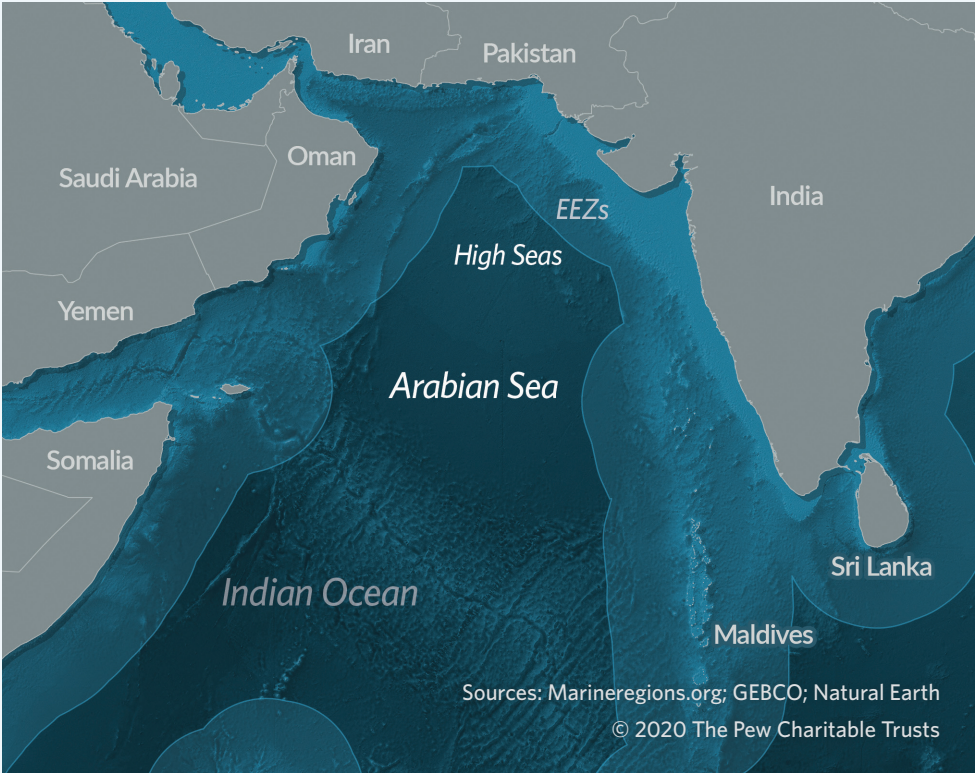 Iran
Pakistan
Oman
Saudi Arabia
India
EEZs
High Seas
Yemen
Arabian Sea
Somalia
Sri Lanka
Indian Ocean
Maldives
Sources: Marineregions.org; GEBCO; Natural Earth
© 2020 The Pew Charitable Trusts